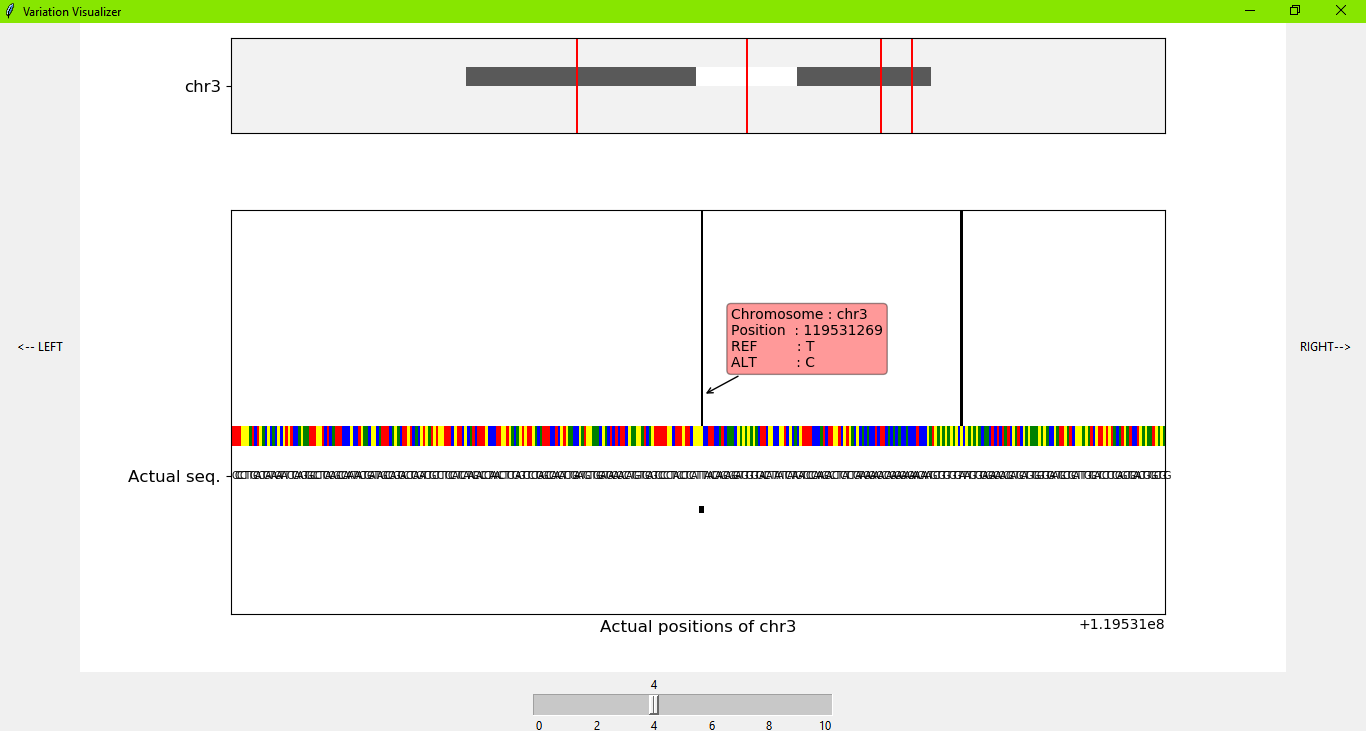 Variation Visualizer
chr3
Chromosome : chr3
Position : 119531269
REF : T
ALT : C
<-- LEFT
RIGHT-->
Actual seq.
Actual positions of chr3
+1.19531e8
4
0 2 4 6 8 10